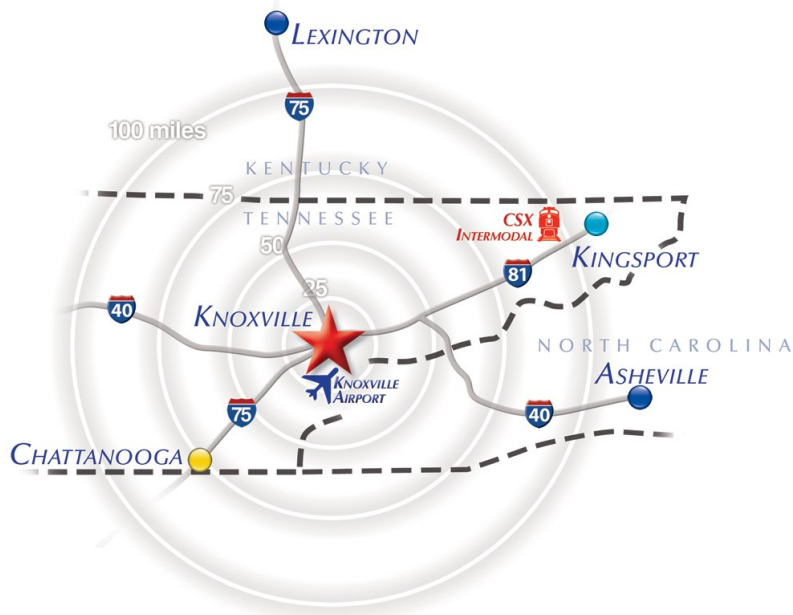 LEXINGTON
75
100 miles
KENTUCKY
75
TENNESSEE
CSX
INTERMODAL
50
KINGSPORT
81
25
40
KNOXVILLE
NORTH CAROLINA
KNOXVILLE
AIRPORT
ASHEVILLE
75
40
CHATTANOOGA